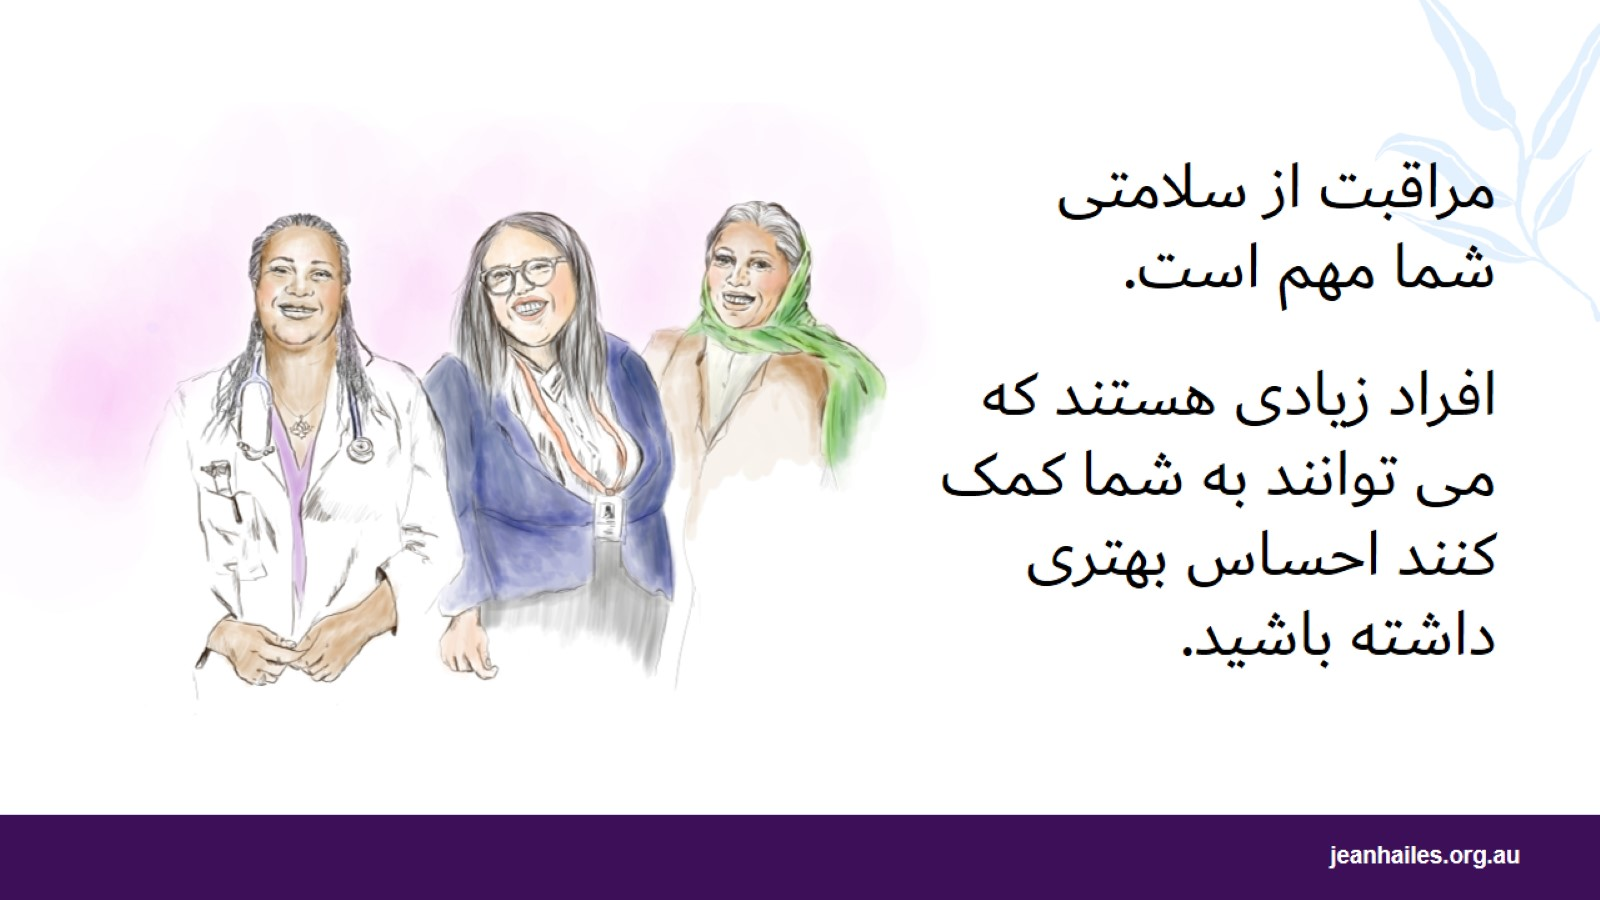 مراقبت از سلامتی
شما مهم است.
افراد زیادی هستند که
می توانند به شما کمک
کنند احساس بهتری
داشته باشید.
jeanhailes.org.au